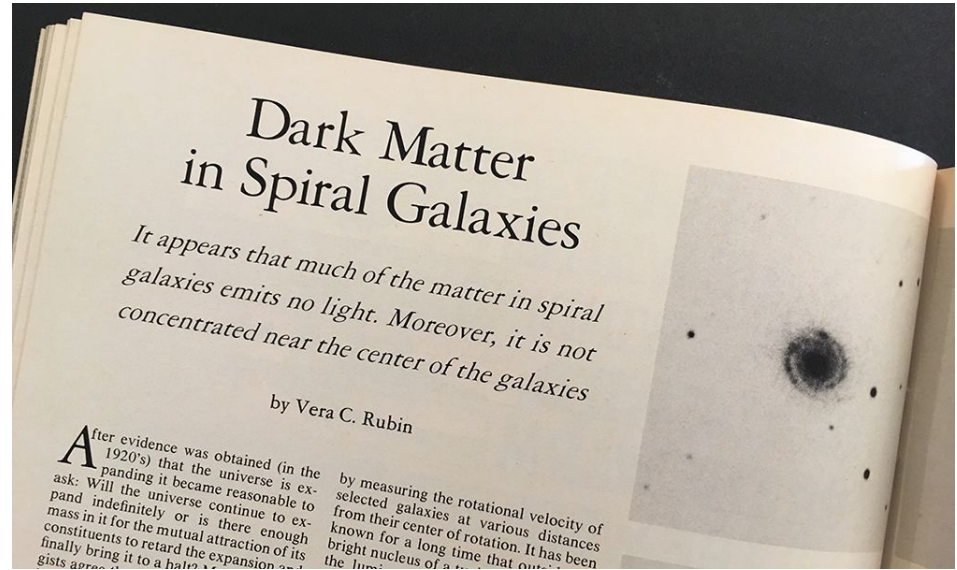 Dark Matter
in Spiral Galaxies
It appears that much of the matter in spiral
galaxies emits no light. Moreover, it is not
concentrated near the center of the galaxies
by Vera C. Rubin
After evidence was obtained (in the
1920's) that the universe is ex-
panding it became reasonable to
ask: Will the universe continue to ex-
pand indefinitely or is there enough
mass in it for the mutual attraction of its
constituents to retard the expansion and
finally bring it to a halt?
gists agree
by measuring the rotational velocity of
selected galaxies at various distances
from their center of rotation. It has been
known for a long time that
bright nucleus of a
the